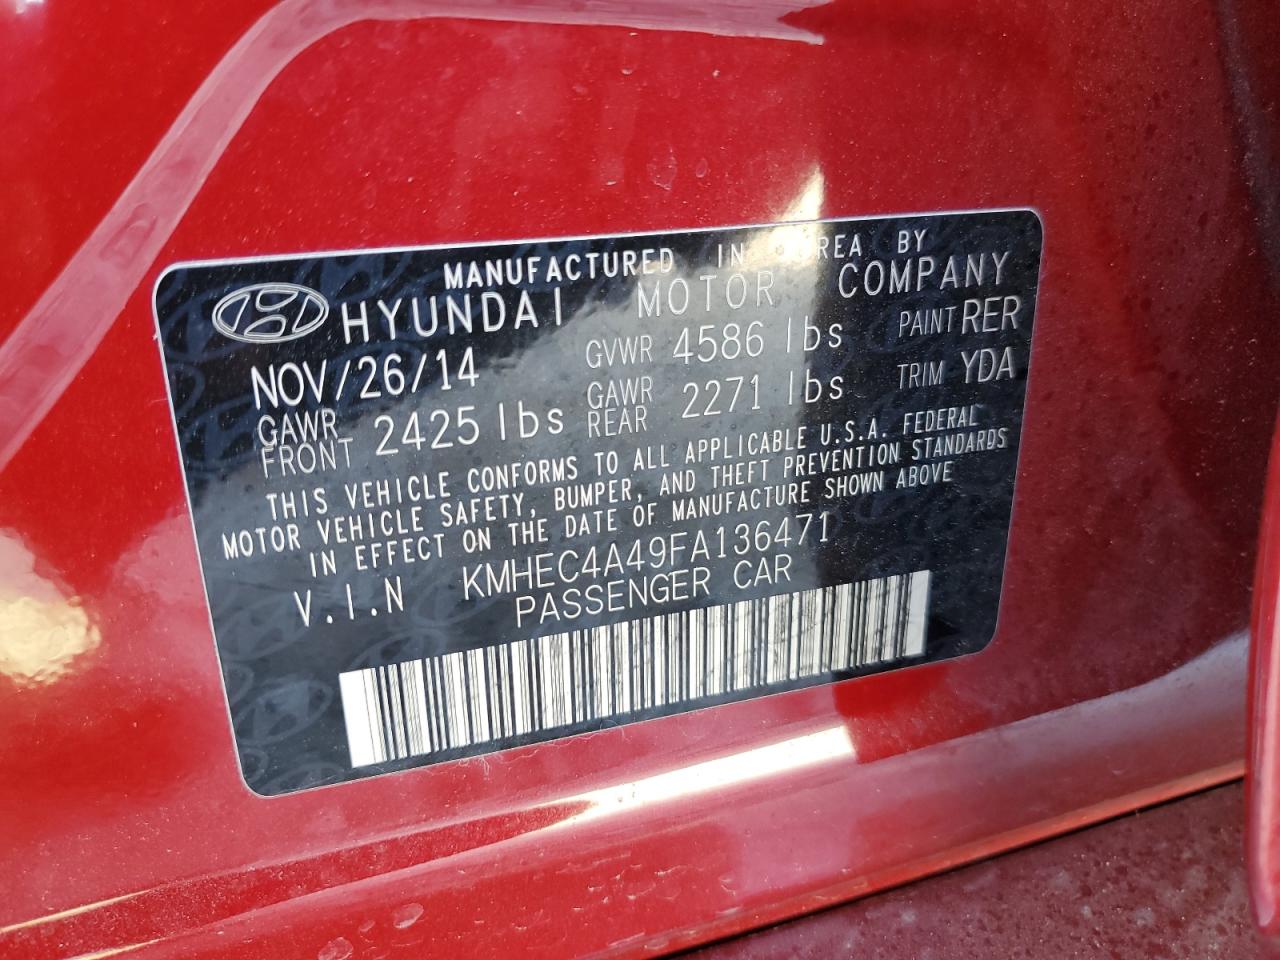 MANUFACTURED IN KOREA BY
HYUNDAI MOTOR COMPANY
NOV/26/14 GVWR 4586 lbs PAINT RER
GAWR FRONT 2425 lbs GAWR REAR 2271 lbs TRIM YDA
THIS VEHICLE CONFORMS TO ALL APPLICABLE U.S.A. FEDERAL
MOTOR VEHICLE SAFETY, BUMPER, AND THEFT PREVENTION STANDARDS
IN EFFECT ON THE DATE OF MANUFACTURE SHOWN ABOVE
V.I.N KMHEC4A49FA136471
PASSENGER CAR